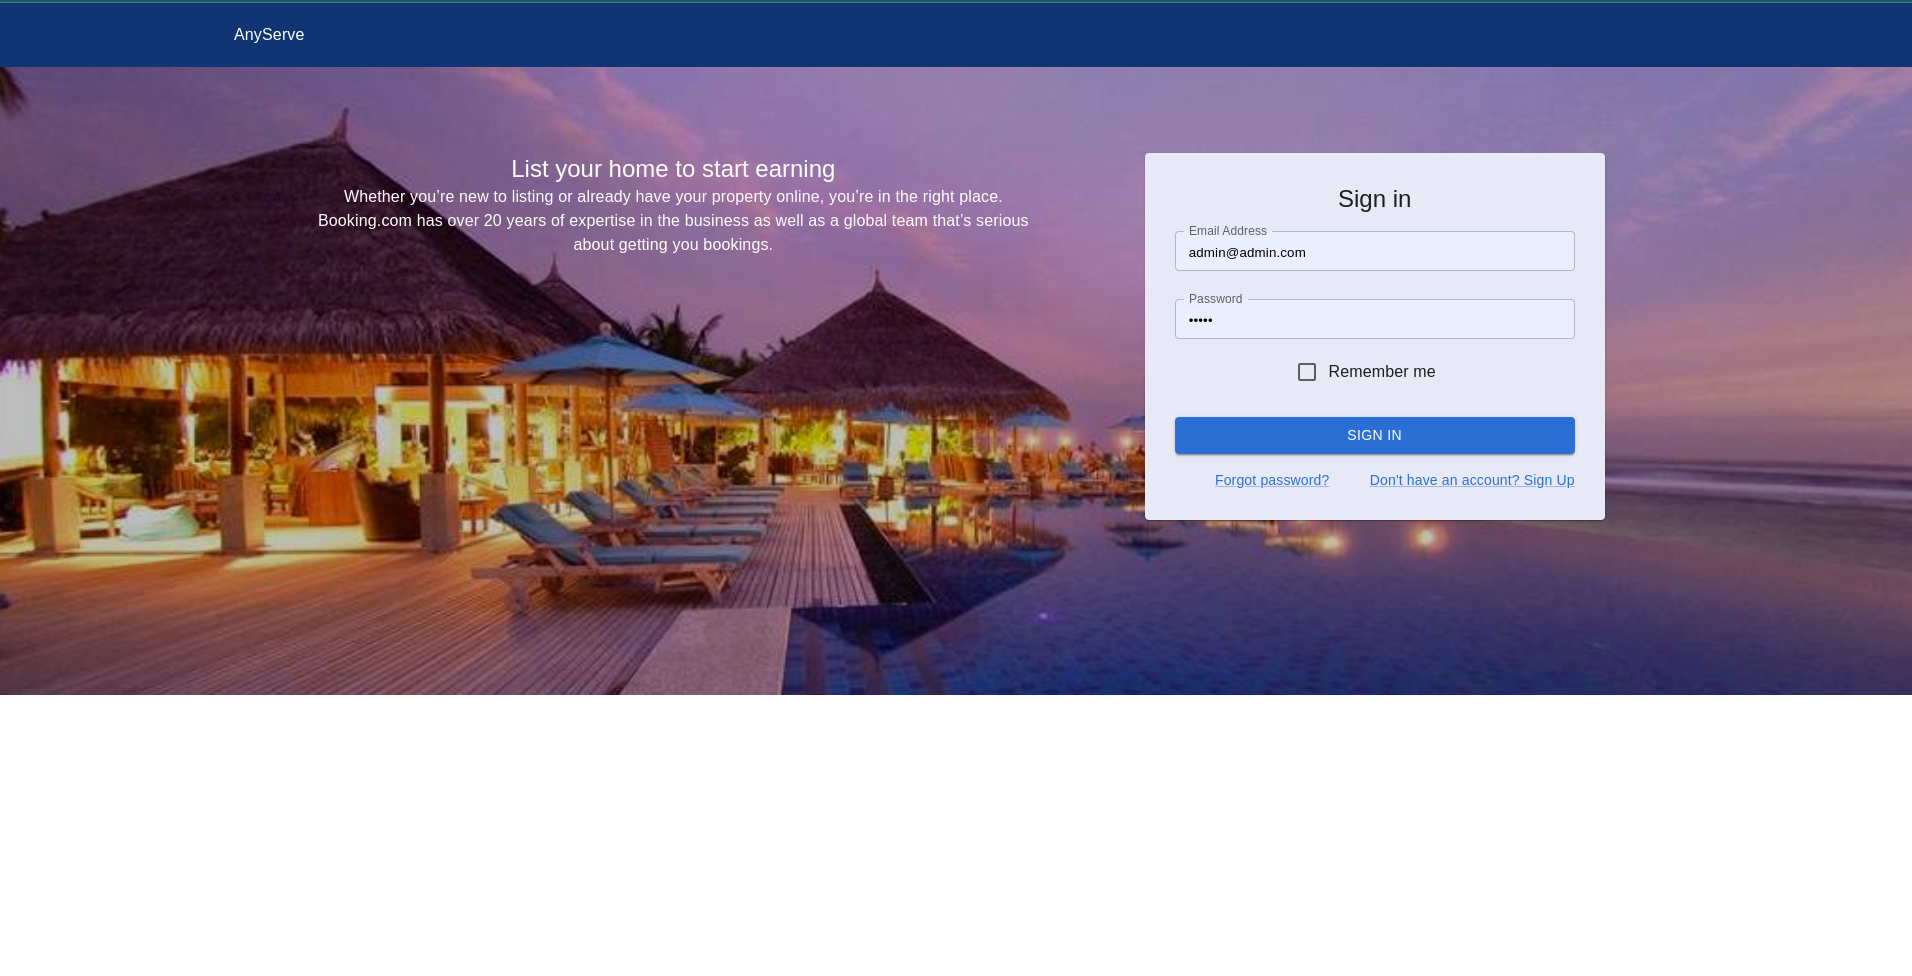 AnyServe
List your home to start earning
Whether you’re new to listing or already have your property online, you’re in the right place.
Booking.com has over 20 years of expertise in the business as well as a global team that’s serious
about getting you bookings.
Sign in
Email Address
admin@admin.com
Password
•••••
Remember me
SIGN IN
Forgot password?
Don't have an account? Sign Up